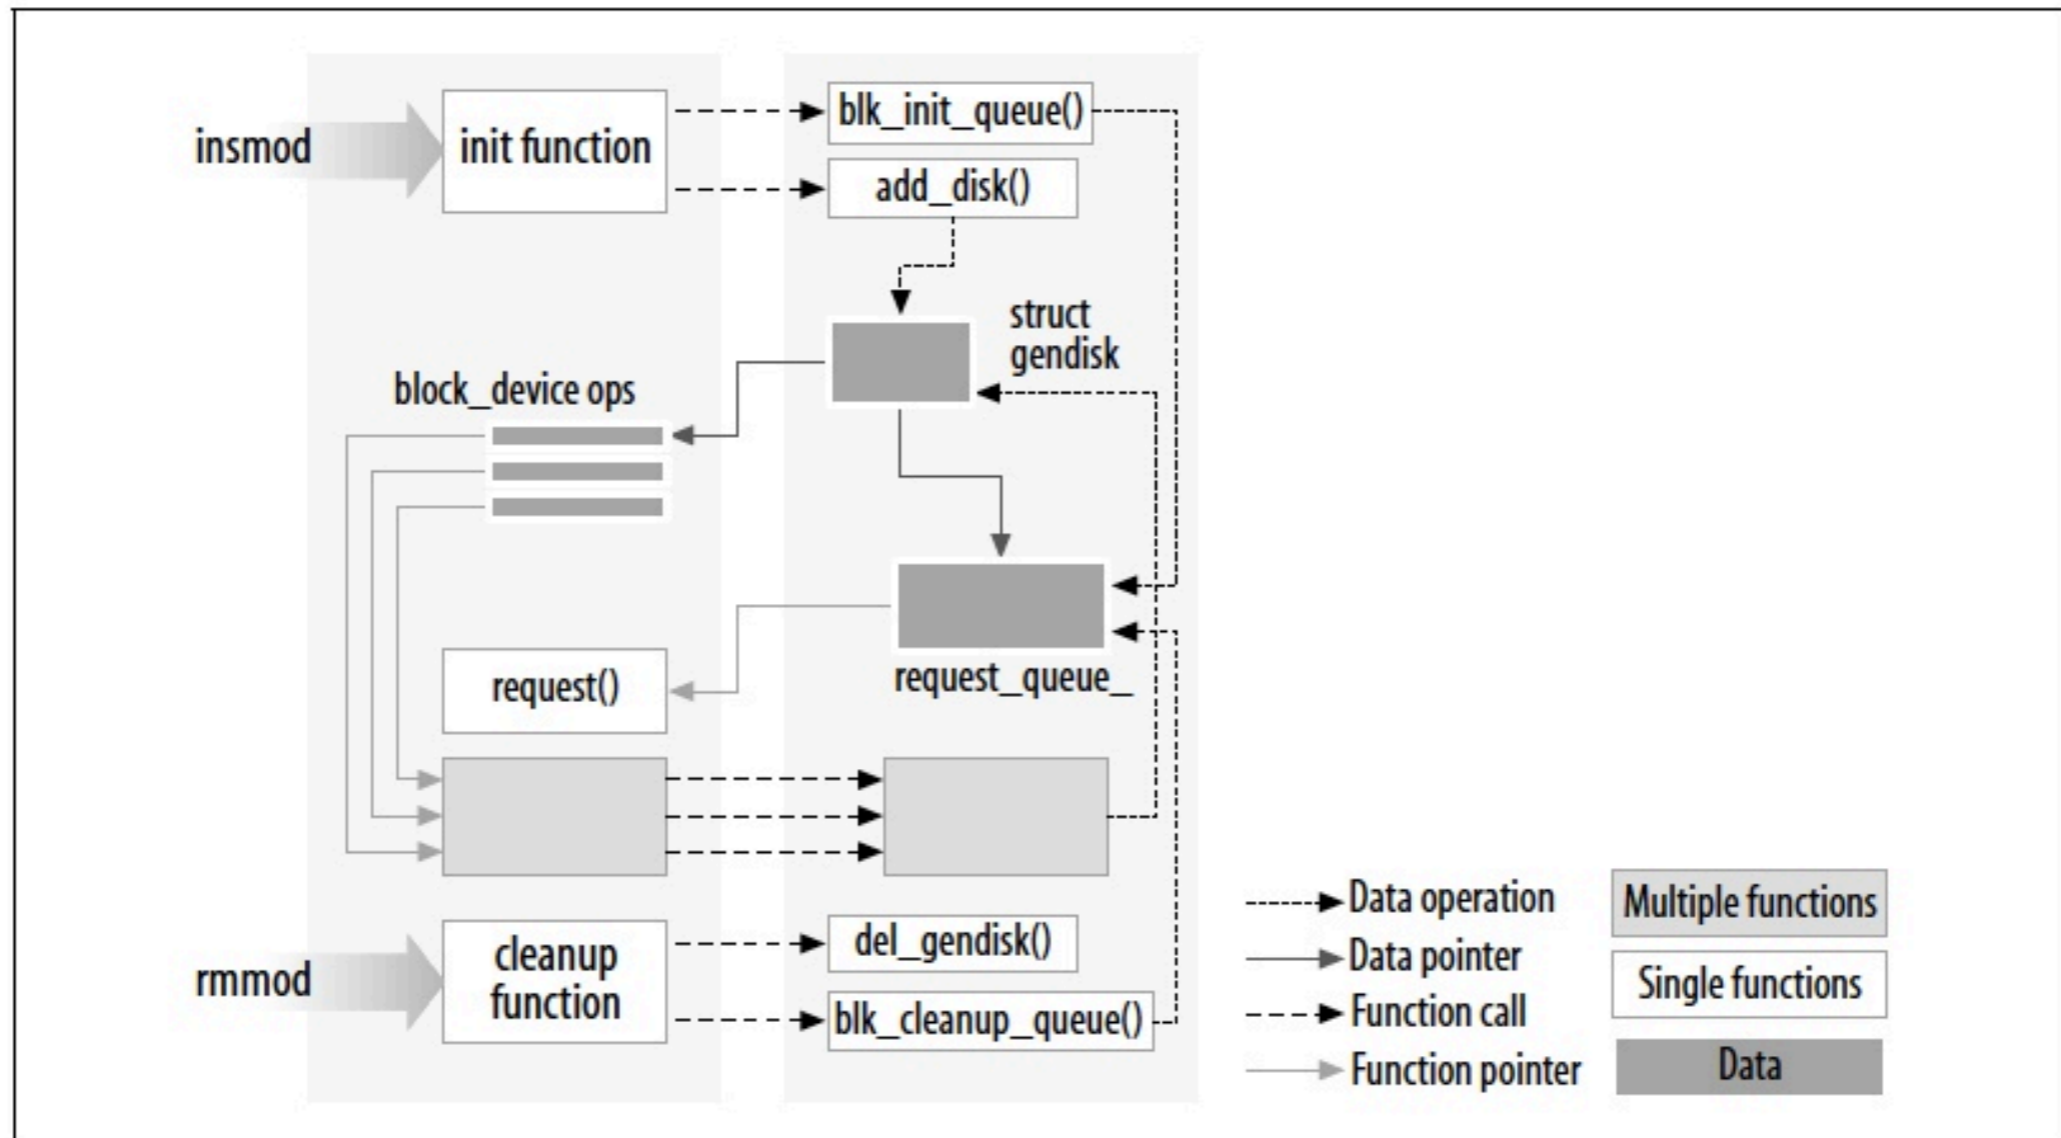 insmod
init function
blk_init_queue()
add_disk()
struct
gendisk
block_device ops
request_queue_
request()
rmmod
cleanup
function
del_gendisk()
blk_cleanup_queue()
Data operation
Data pointer
Function call
Function pointer
Multiple functions
Single functions
Data